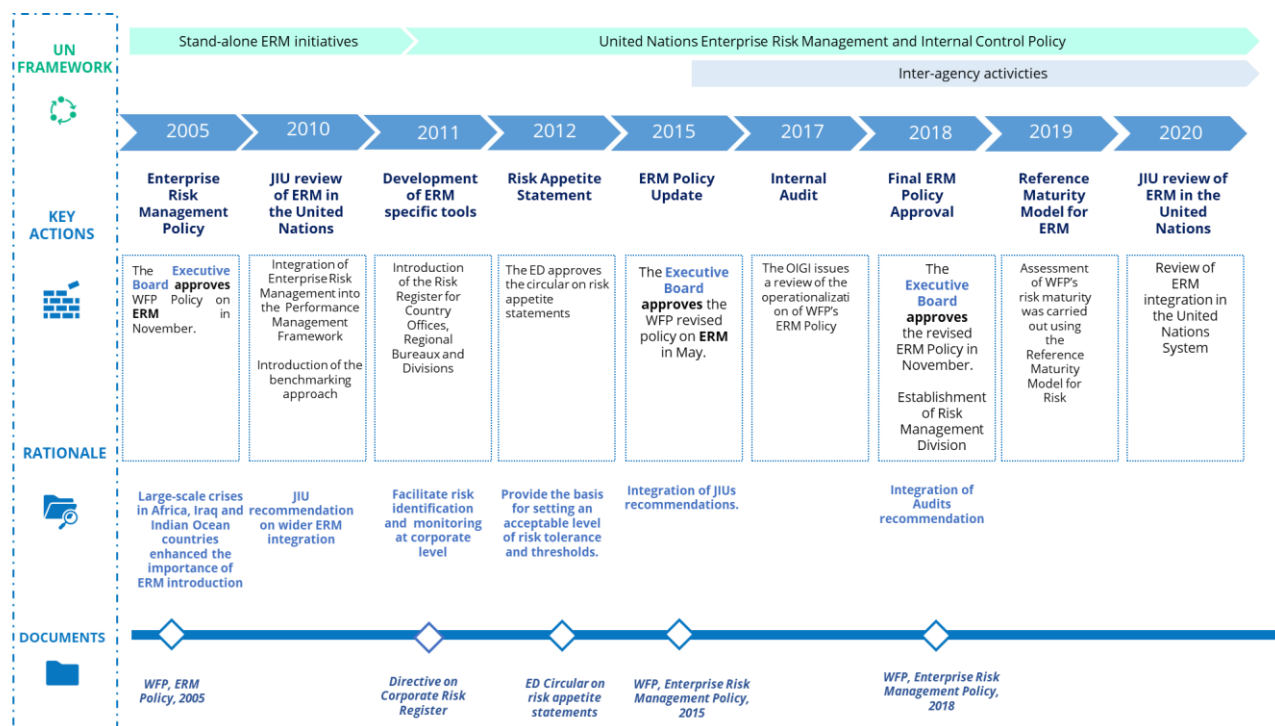 UN
FRAMEWORK
Stand-alone ERM initiatives
United Nations Enterprise Risk Management and Internal Control Policy
Inter-agency activicties
2005
2010
2011
2012
2015
2017
2018
2019
2020
KEY
ACTIONS
Enterprise
Risk
Management
Policy
JIU review
of ERM in
the United
Nations
Development
of ERM
specific tools
Risk Appetite
Statement
ERM Policy
Update
Internal
Audit
Final ERM
Policy
Approval
Reference
Maturity
Model for
ERM
JIU review of
ERM in the
United
Nations
The Executive
Board approves
WFP Policy on
ERM in
November.
Integration of
Enterprise Risk
Management into
the Performance
Management
Framework
Introduction of the
benchmarking
approach
Introduction
of the Risk
Register for
Country
Offices,
Regional
Bureaux and
Divisions
The ED approves
the circular on risk
appetite
statements
The Executive
Board
approves the
WFP revised
policy on ERM
in May.
The OIGI issues
a review of the
operationalizati
on of WFP's
ERM Policy
The
Executive
Board
approves
the revised
ERM Policy in
November.
Establishment
of Risk
Management
Division
Assessment
of WFP's
risk maturity
was carried
out using
the
Reference
Maturity
Model for
Risk
Review of
ERM
integration in
the United
Nations
System
RATIONALE
Large-scale crises
in Africa, Iraq and
Indian Ocean
countries
enhanced the
importance of
ERM introduction
JIU
recommendation
on wider ERM
integration
Facilitate risk
identification
and monitoring
at corporate
level
Provide the basis
for setting an
acceptable level
of risk tolerance
and thresholds.
Integration of JIUs
recommendations.
Integration of
Audits
recommendation
DOCUMENTS
WFP, ERM
Policy, 2005
Directive on
Corporate Risk
Register
ED Circular on
risk appetite
statements
WFP, Enterprise Risk
Management Policy,
2015
WFP, Enterprise Risk
Management Policy,
2018